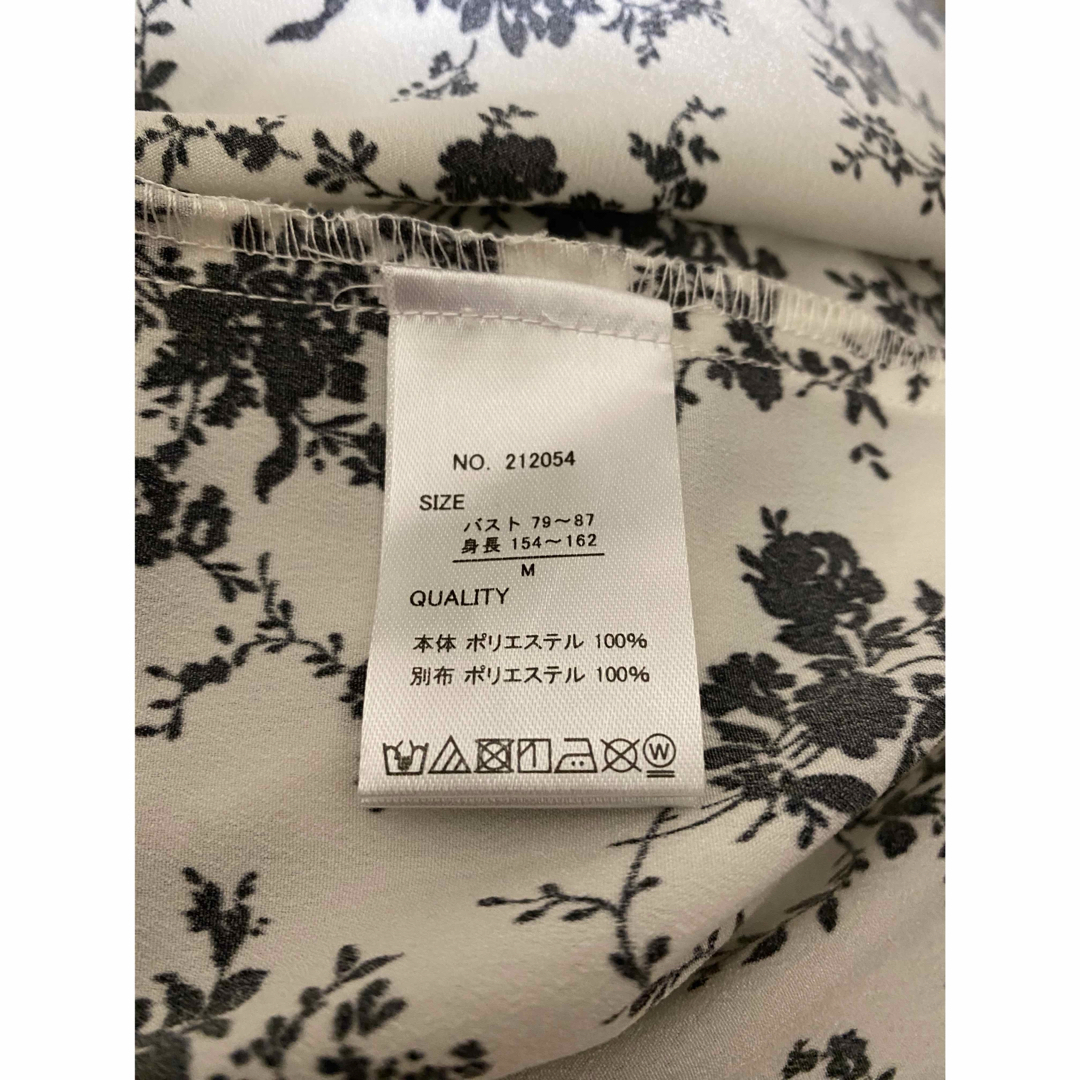 NO. 212054
SIZE
バスト 79～87
身長 154～162
M
QUALITY
本体 ポリエステル 100%
別布 ポリエステル 100%
W